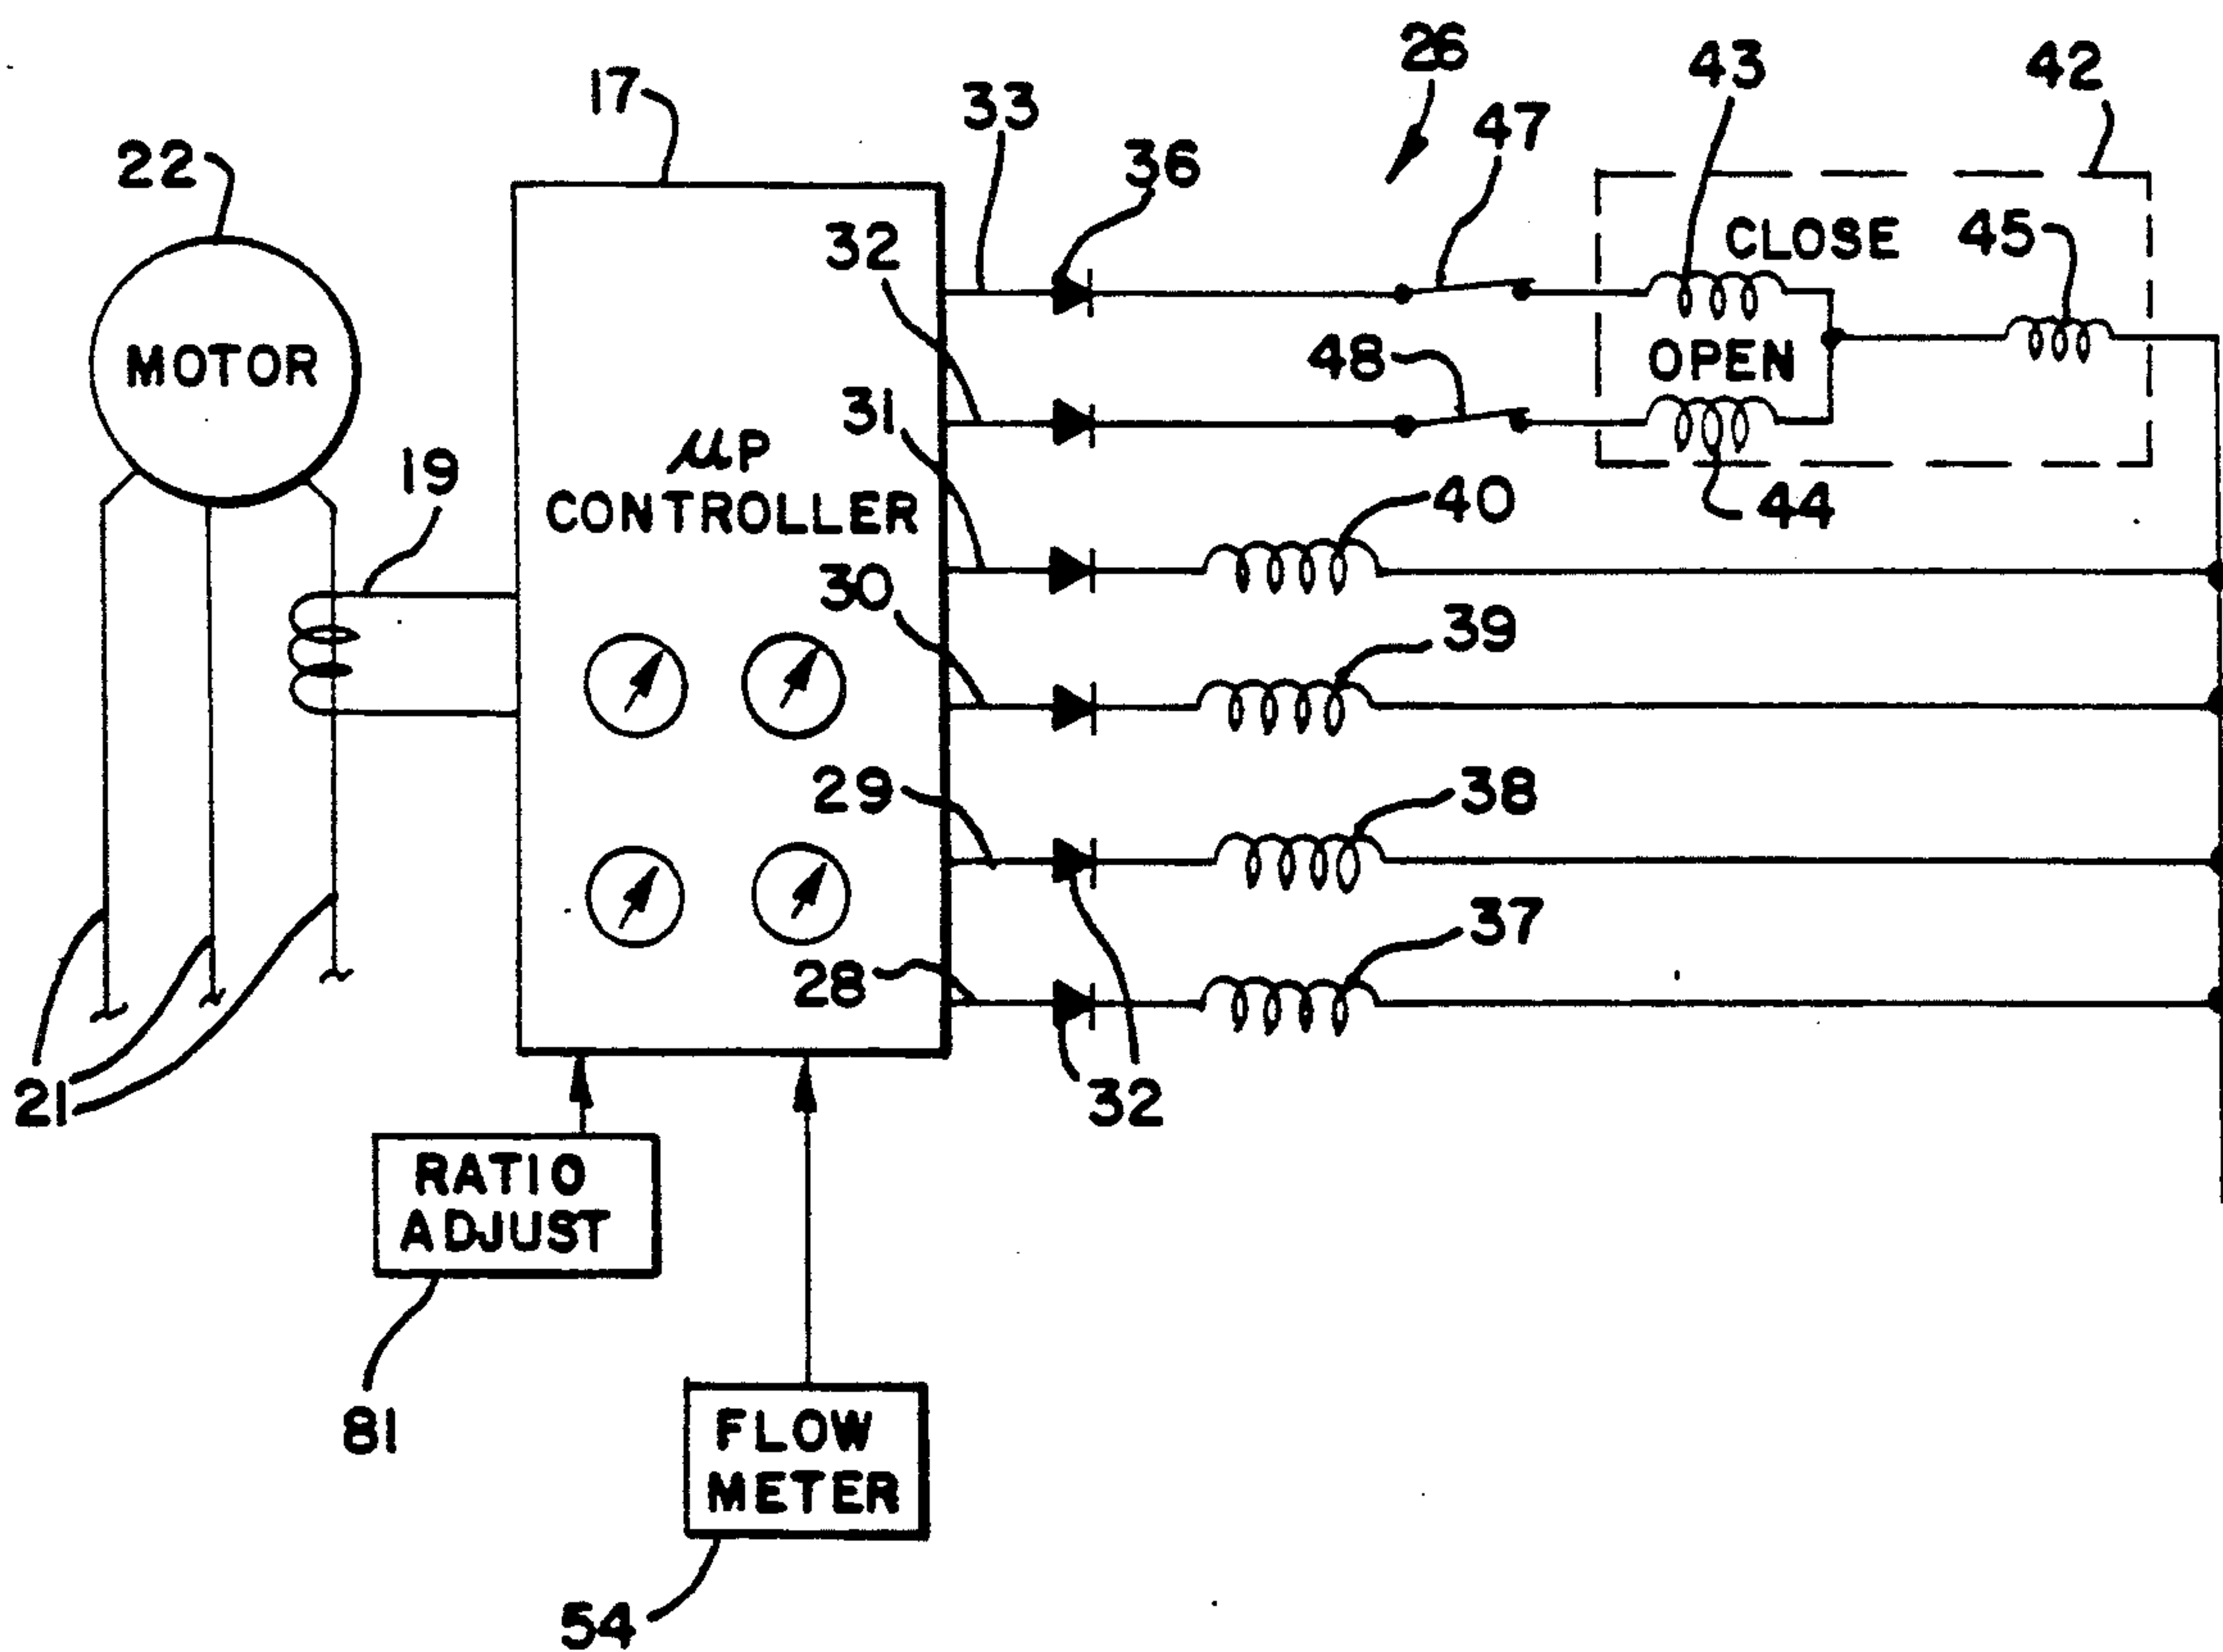 26
43
42
17
33
47
36
22
32
CLOSE
45
MOTOR
OPEN
48
31
19
μP
CONTROLLER
40
44
30
39
29
38
37
28
21
32
RATIO
ADJUST
81
FLOW
METER
54